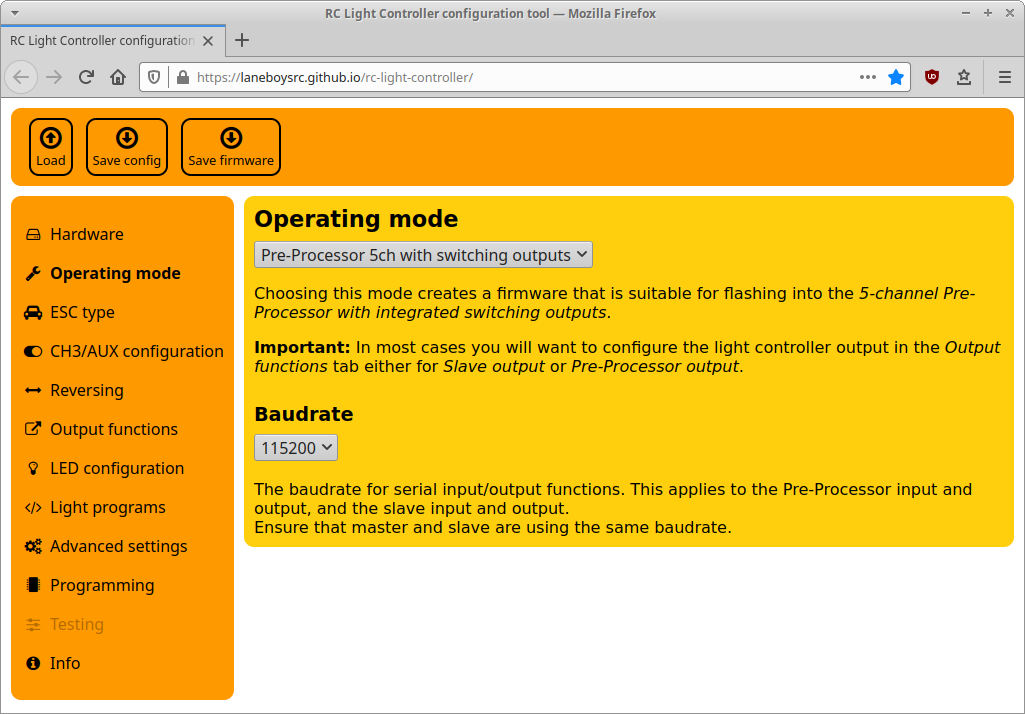 RC Light Controller configuration tool — Mozilla Firefox
RC Light Controller configuration
https://laneboysrc.github.io/rc-light-controller/
Load
Save config
Save firmware
Hardware
Operating mode
ESC type
CH3/AUX configuration
Reversing
Output functions
LED configuration
Light programs
Advanced settings
Programming
Testing
Info
Operating mode
Pre-Processor 5ch with switching outputs
Choosing this mode creates a firmware that is suitable for flashing into the 5-channel Pre-
Processor with integrated switching outputs.
Important: In most cases you will want to configure the light controller output in the Output
functions tab either for Slave output or Pre-Processor output.
Baudrate
115200
The baudrate for serial input/output functions. This applies to the Pre-Processor input and
output, and the slave input and output.
Ensure that master and slave are using the same baudrate.